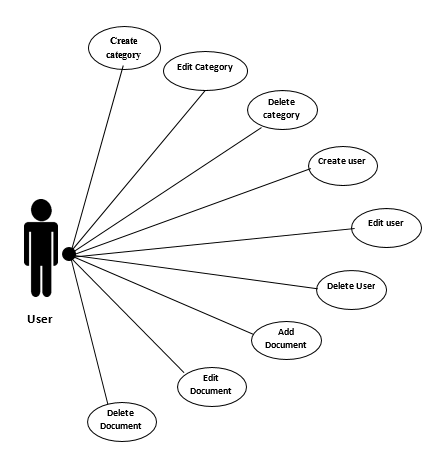 Create
category
Edit Category
Delete
category
Create user
Edit user
Delete User
Add
Document
Edit
Document
Delete
Document
User